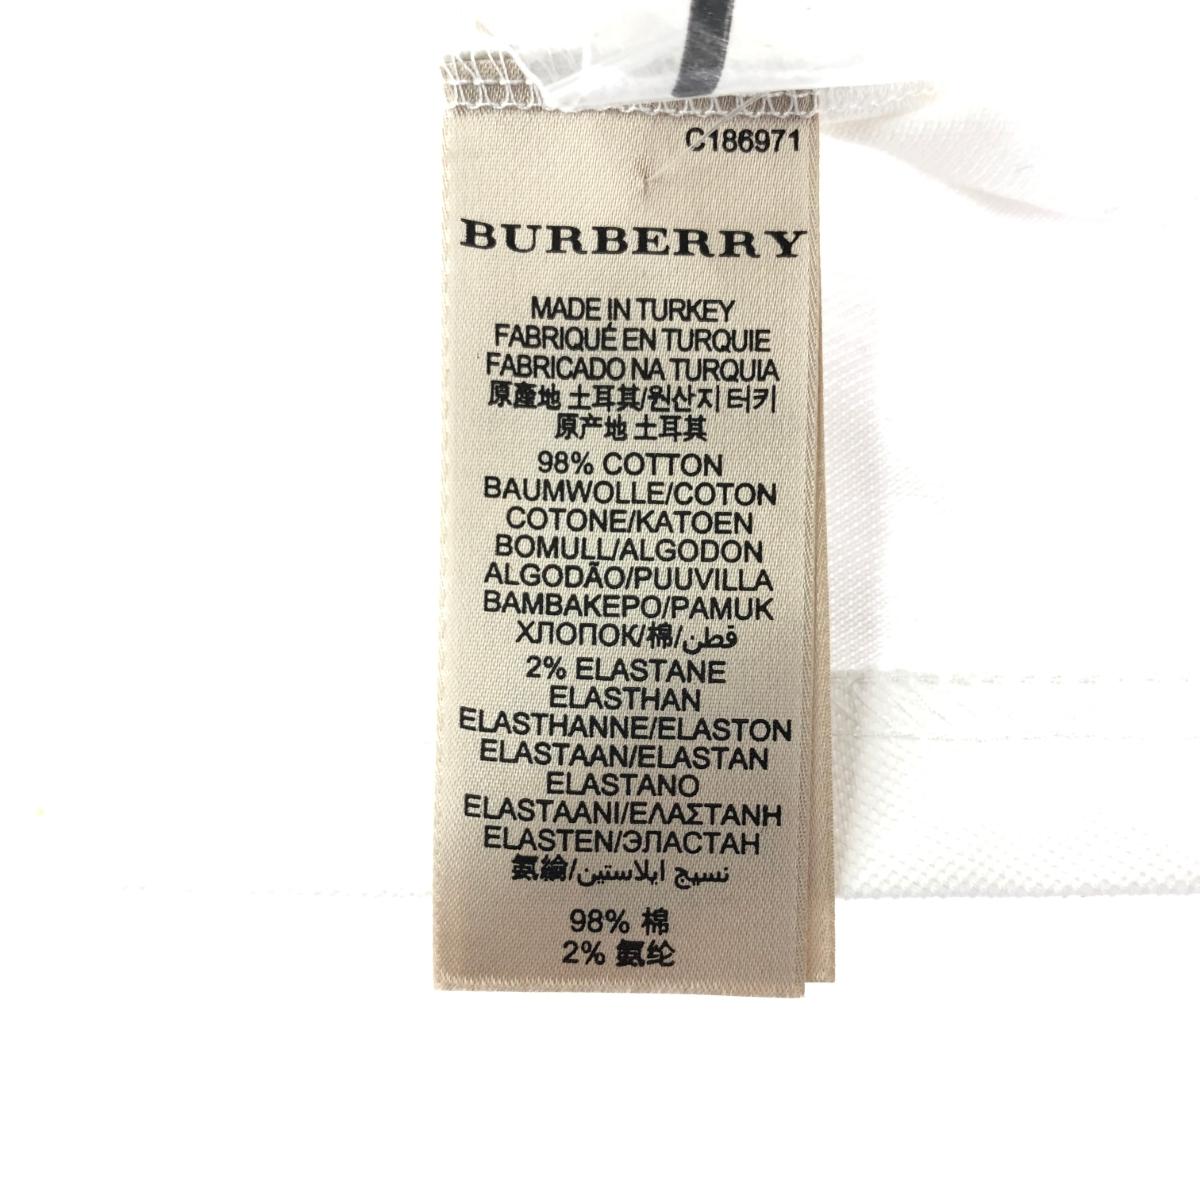 C186971
BURBERRY
MADE IN TURKEY
FABRIQUÉ EN TURQUIE
FABRICADO NA TURQUIA
原產地 土耳其/원산지 터키
原产地 土耳其
98% COTTON
BAUMWOLLE/COTON
COTONE/KATOEN
BOMULL/ALGODON
ALGODÃO/PUUVILLA
ΒΑΜΒΑΚΕΡΟ/PAMUK
ХЛОПОК/棉/قطن
2% ELASTANE
ELASTHAN
ELASTHANNE/ELASTON
ELASTAAN/ELASTAN
ELASTANO
ELASTAANI/ΕΛΑΣΤΑΝΗ
ELASTEN/ЭЛАСТАН
氨綸/نسيج ايلاستين
98% 棉
2% 氨纶